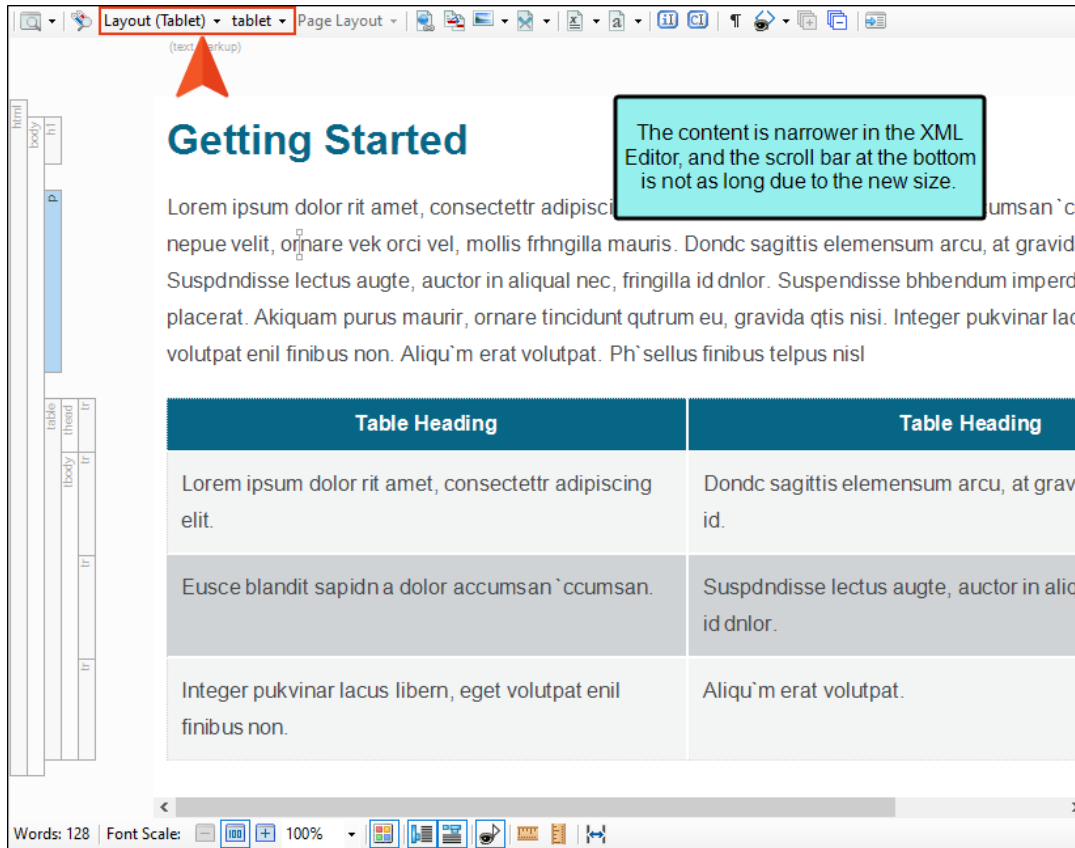 Layout (Tablet) tablet Page Layout
(text markup)
html
body
h1
Getting Started
The content is narrower in the XML
Editor, and the scroll bar at the bottom
is not as long due to the new size.
p
Lorem ipsum dolor rit amet, consectettr adipisci umsan`c
nepue velit, ornare vek orci vel, mollis frhngilla mauris. Dondc sagittis elemensum arcu, at gravid
Suspdndisse lectus augte, auctor in aliqual nec, fringilla id dnlor. Suspendisse bhbendum imperd
placerat. Akiquam purus maurir, ornare tincidunt qutrum eu, gravida qtis nisi. Integer pukvinar lac
volutpat enil finibus non. Aliqu`m erat volutpat. Ph`sellus finibus telpus nisl
table
thead
tr
Table Heading Table Heading
tbody
tr
Lorem ipsum dolor rit amet, consectettr adipiscing Dondc sagittis elemensum arcu, at grav
elit. id.
tr
Eusce blandit sapidn a dolor accumsan `ccumsan. Suspdndisse lectus augte, auctor in aliq
id dnlor.
tr
Integer pukvinar lacus libern, eget volutpat enil Aliqu`m erat volutpat.
finibus non.
Words: 128 Font Scale: 100 100%